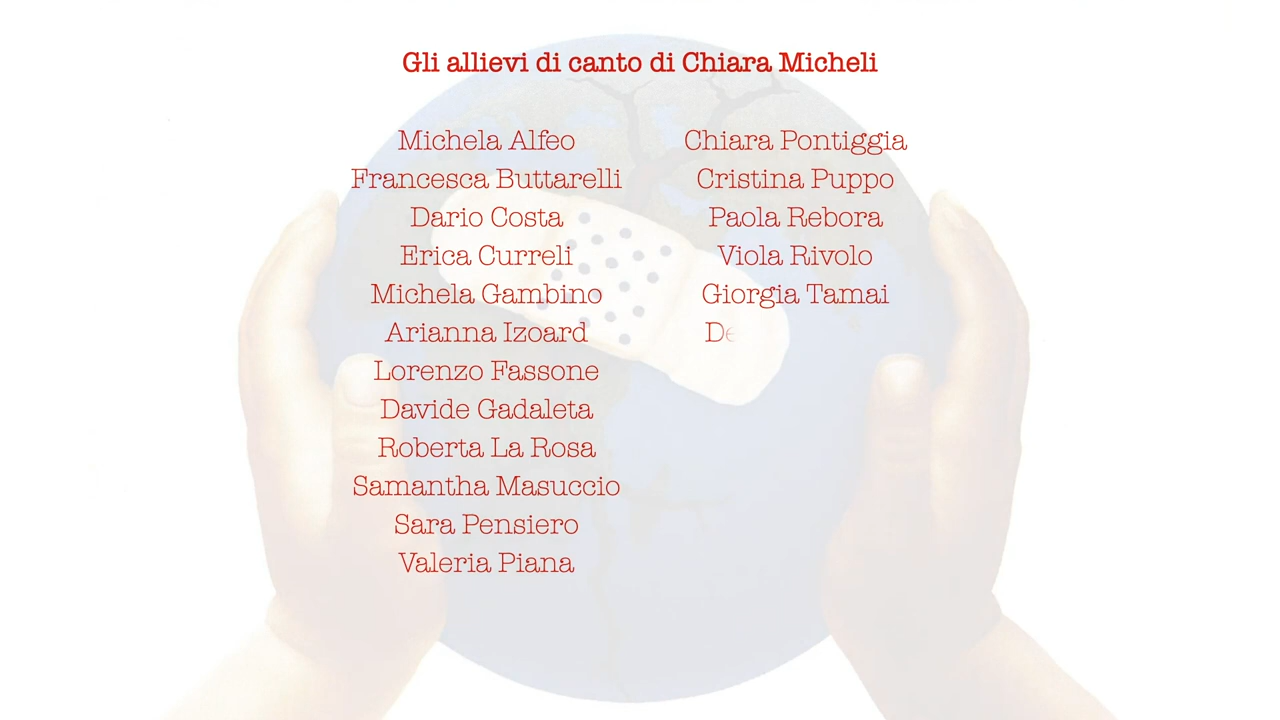 Gli allievi di canto di Chiara Micheli
Michela Alfeo
Francesca Buttarelli
Dario Costa
Erica Curreli
Michela Gambino
Arianna Izoard
Lorenzo Fassone
Davide Gadaleta
Roberta La Rosa
Samantha Masuccio
Sara Pensiero
Valeria Piana
Chiara Pontiggia
Cristina Puppo
Paola Rebora
Viola Rivolo
Giorgia Tamai